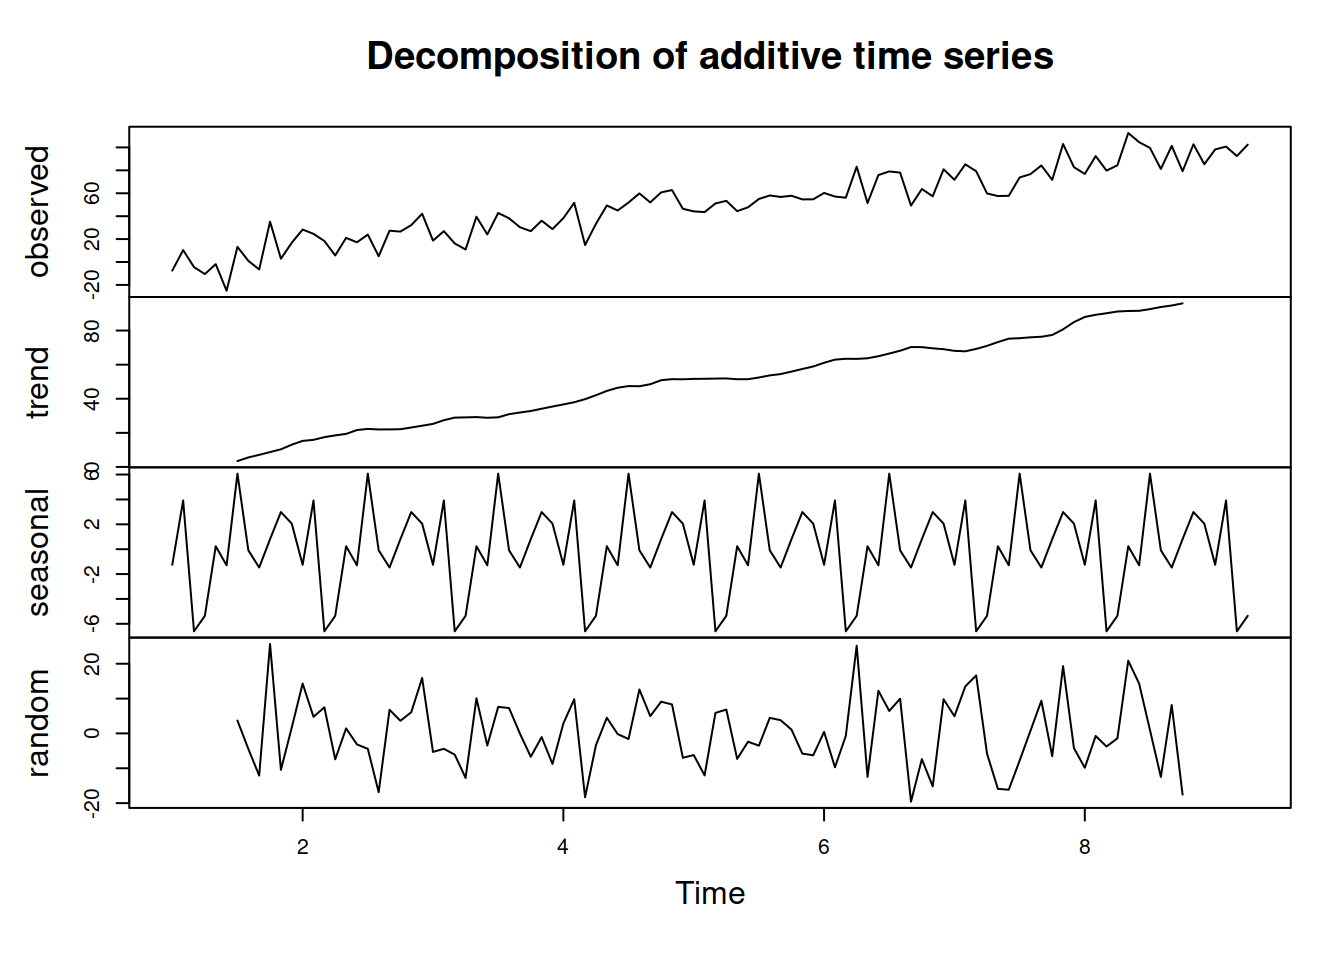 Decomposition of additive time series
observed
-20 20 60
trend
0 40 80
seasonal
-6 -2 2 6
random
-20 0 20
2 4 6 8
Time